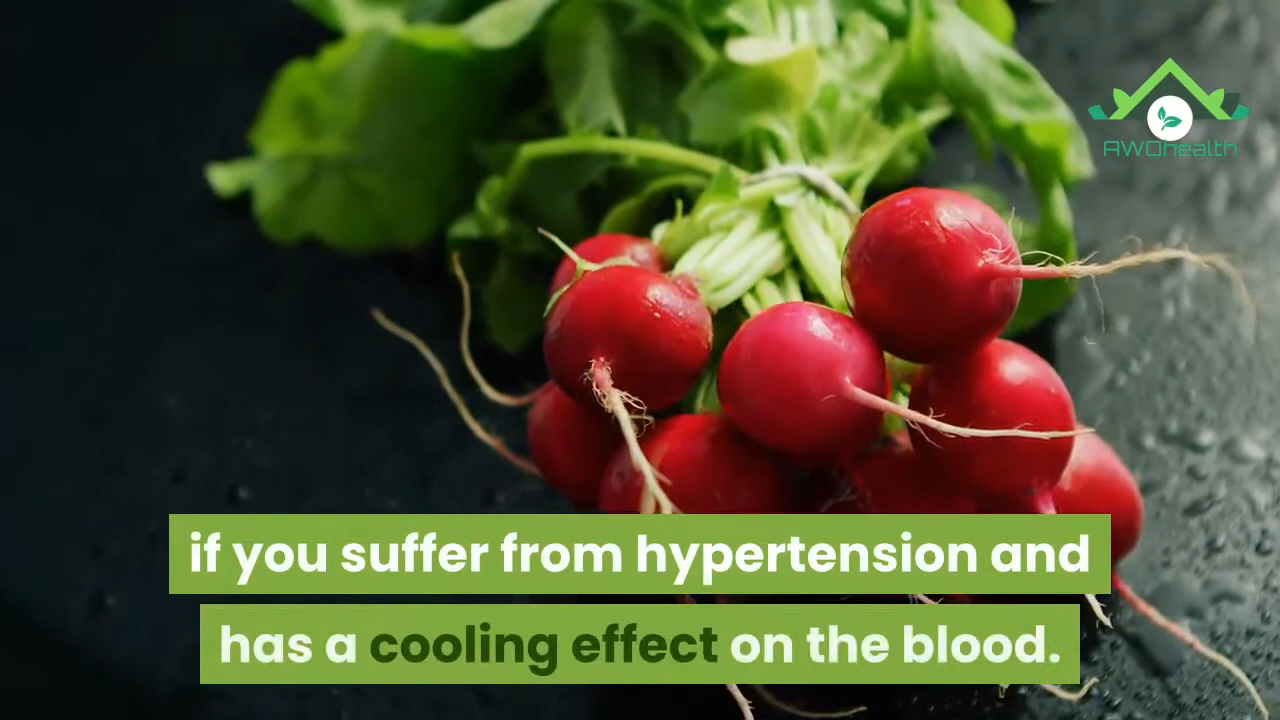 AWOhealth
if you suffer from hypertension and
has a cooling effect on the blood.